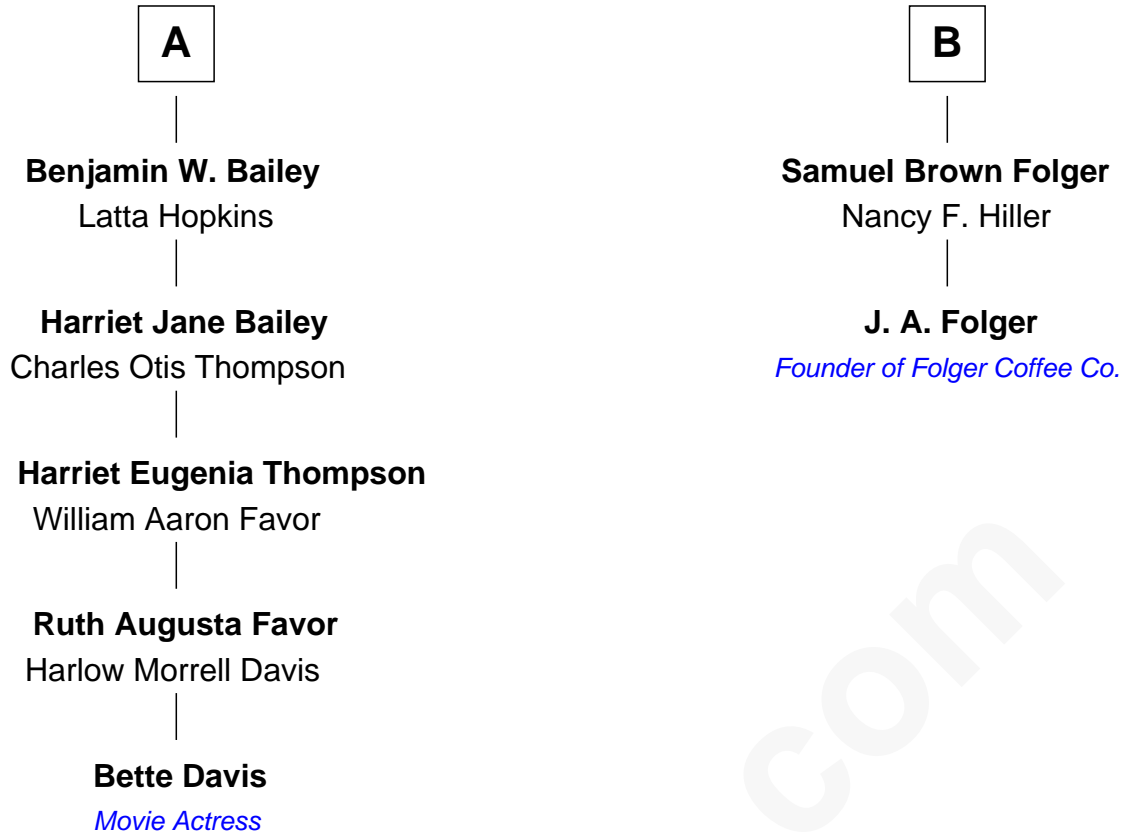 A
Benjamin W. Bailey
Latta Hopkins
Harriet Jane Bailey
Charles Otis Thompson
Harriet Eugenia Thompson
William Aaron Favor
Ruth Augusta Favor
Harlow Morrell Davis
Bette Davis
Movie Actress
B
Samuel Brown Folger
Nancy F. Hiller
J. A. Folger
Founder of Folger Coffee Co.
com